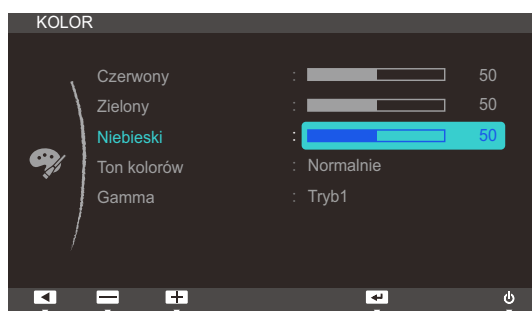 KOLOR
Czerwony : 50
Zielony : 50
Niebieski : 50
Ton kolorów : Normalnie
Gamma : Tryb1